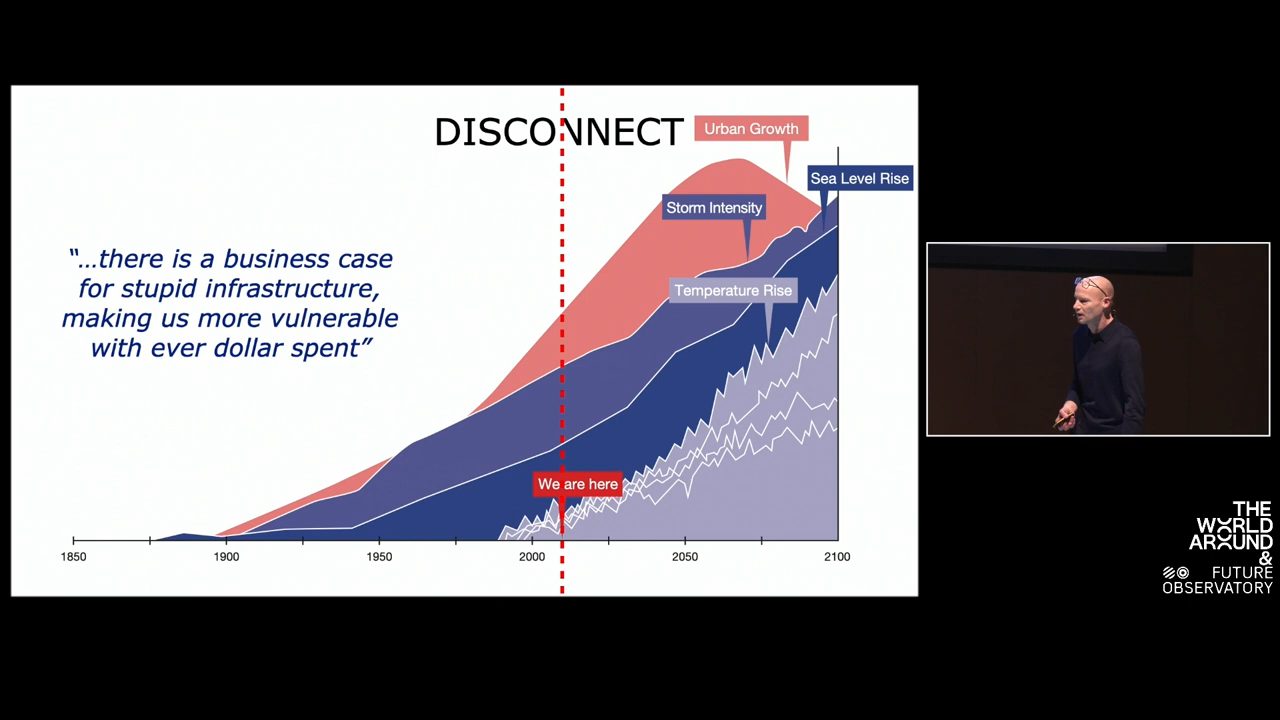 DISCONNECT
Urban Growth
Sea Level Rise
Storm Intensity
Temperature Rise
“...there is a business case
for stupid infrastructure,
making us more vulnerable
with ever dollar spent”
We are here
1850
1900
1950
2000
2050
2100
THE
WORLD
AROUND
&
FUTURE
OBSERVATORY